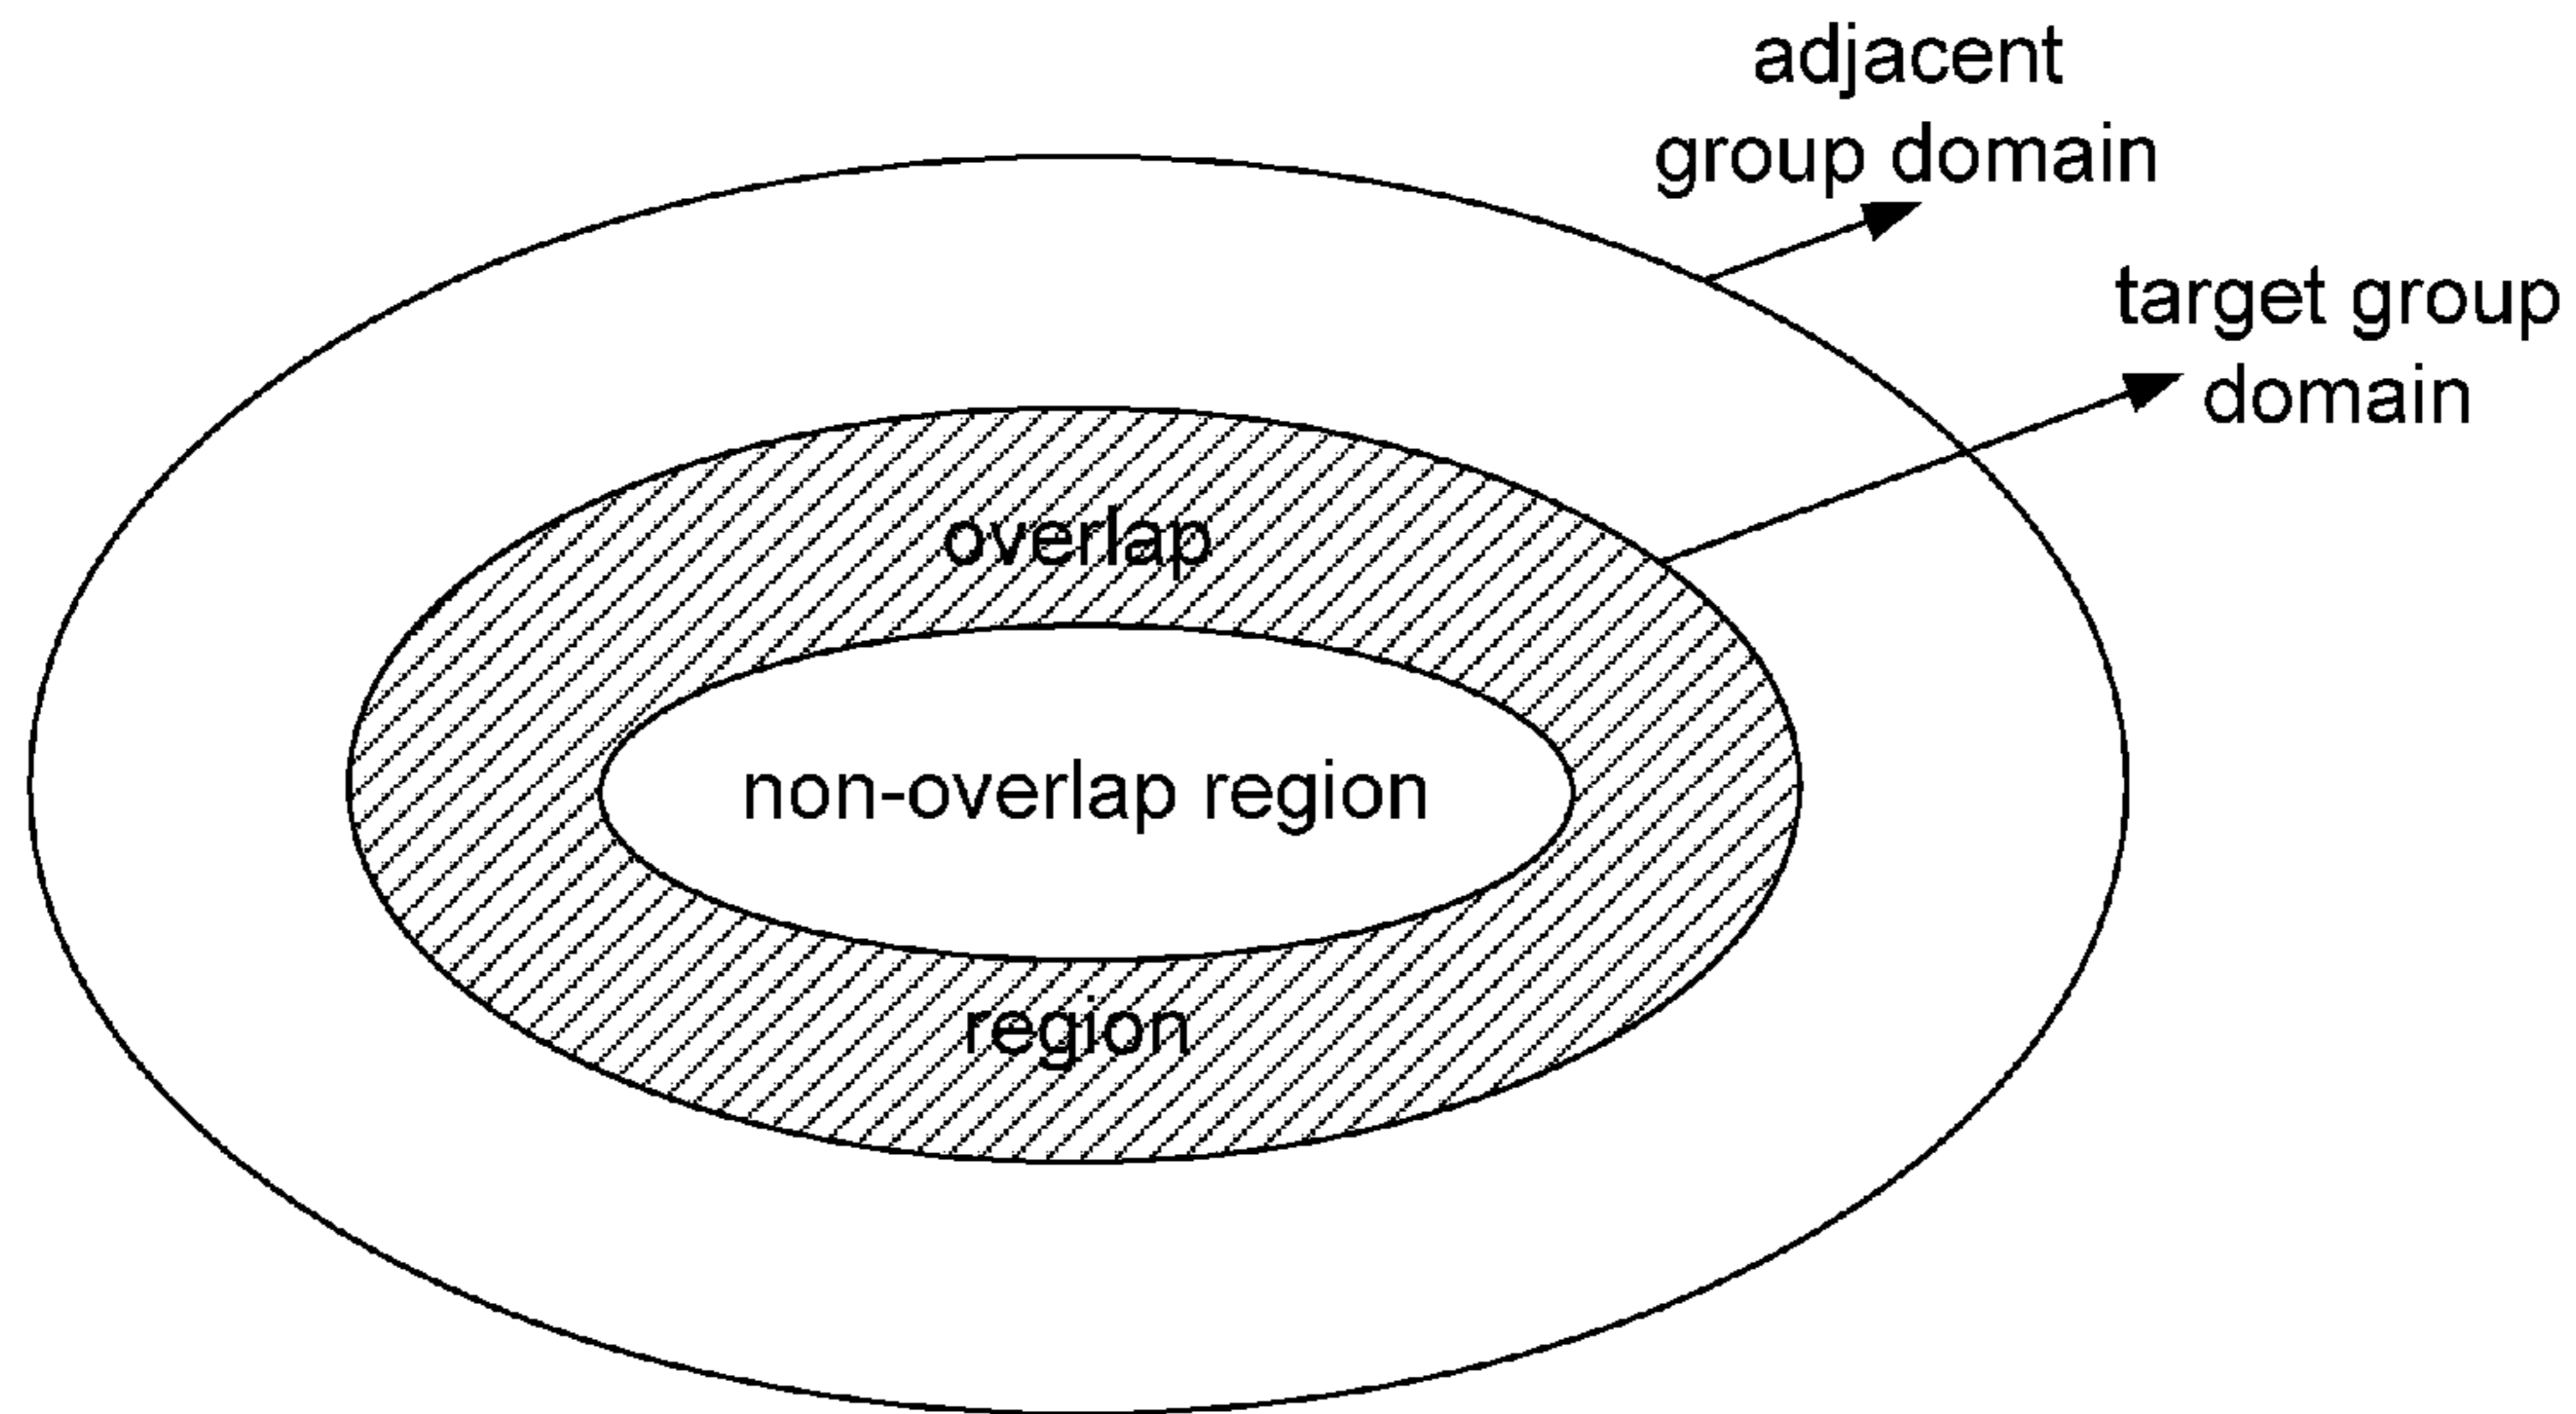 adjacent
group domain
target group
domain
overlap
non-overlap region
region